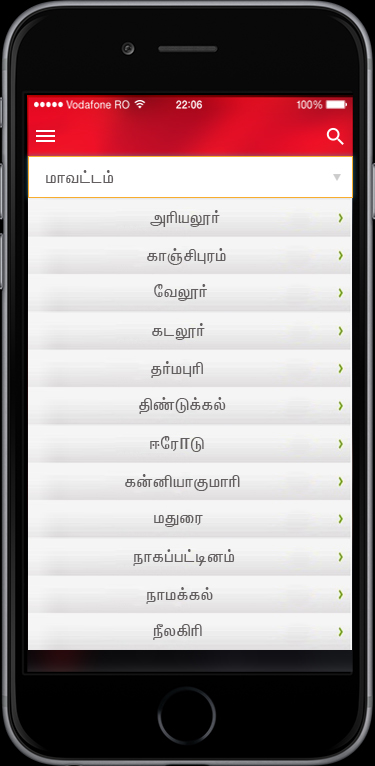 Vodafone RO 22:06 100%
மாவட்டம்
அரியலூர்
காஞ்சிபுரம்
வேலூர்
கடலூர்
தர்மபுரி
திண்டுக்கல்
ஈரோடு
கன்னியாகுமாரி
மதுரை
நாகப்பட்டினம்
நாமக்கல்
நீலகிரி